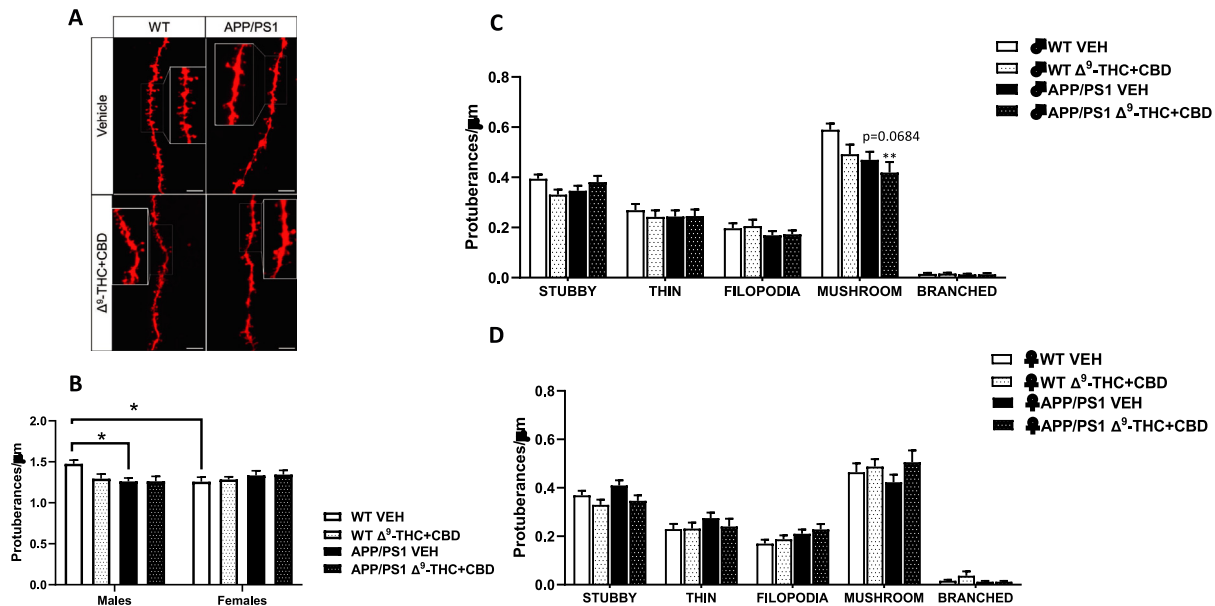 A
WT
APP/PS1
Vehicle
Δ⁹-THC+CBD
B
Protuberances/μm
2.0
1.5
1.0
0.5
0.0
*
*
Males
Females
WT VEH
WT Δ⁹-THC+CBD
APP/PS1 VEH
APP/PS1 Δ⁹-THC+CBD
C
Protuberances/μm
0.8
0.6
0.4
0.2
0.0
p=0.0684
**
STUBBY
THIN
FILOPODIA
MUSHROOM
BRANCHED
♂WT VEH
♂WT Δ⁹-THC+CBD
♂APP/PS1 VEH
♂APP/PS1 Δ⁹-THC+CBD
D
Protuberances/μm
0.8
0.6
0.4
0.2
0.0
STUBBY
THIN
FILOPODIA
MUSHROOM
BRANCHED
♀WT VEH
♀WT Δ⁹-THC+CBD
♀APP/PS1 VEH
♀APP/PS1 Δ⁹-THC+CBD